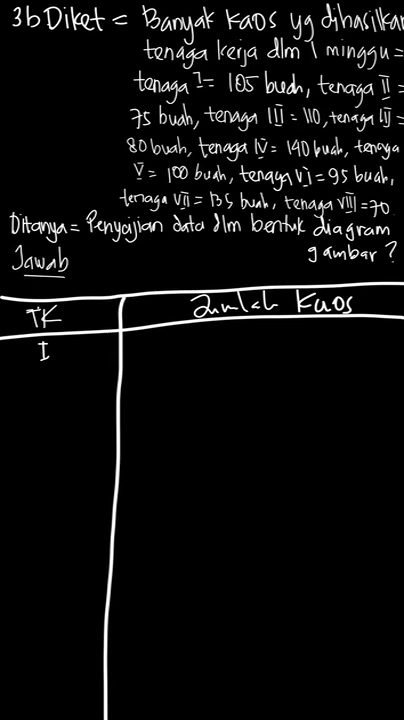 3b Diket = Banyak kaos yg dihasilkan
tenaga kerja dlm 1 minggu =
tenaga I = 105 buah, tenaga II =
75 buah, tenaga III = 110, tenaga IV =
80 buah, tenaga IV = 140 buah, tenaga
V = 100 buah, tenaga VI = 95 buah,
tenaga VII = 135 buah, tenaga VIII = 70
Ditanya = Penyajian data dlm bentuk diagram
gambar ?
Jawab
TK
Jumlah Kaos
I